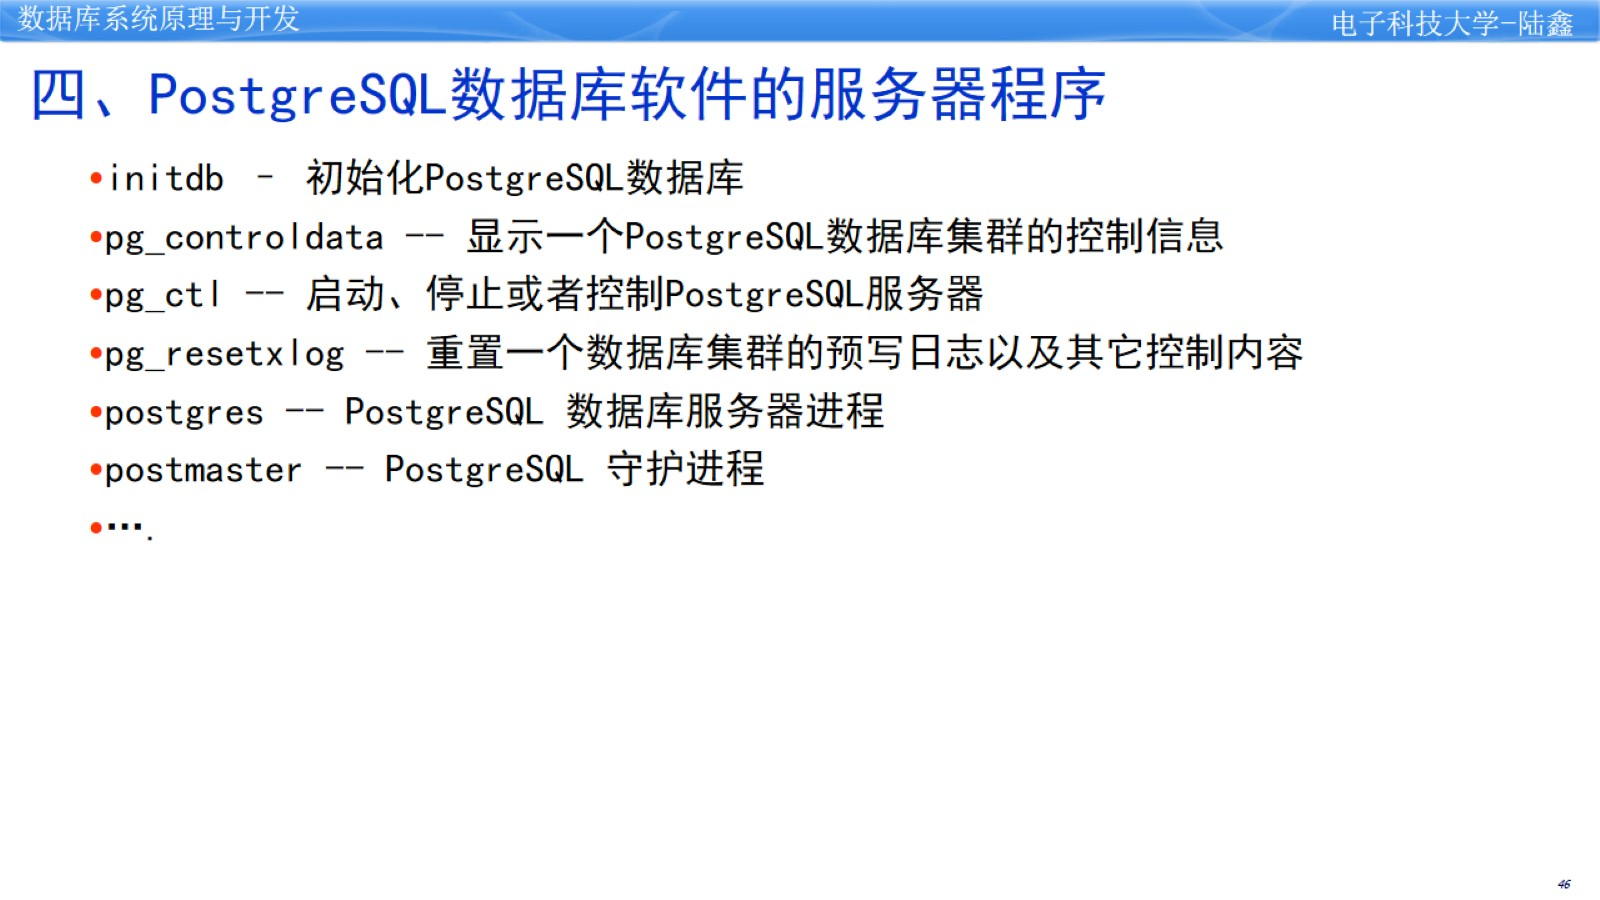 数据库系统原理与开发
电子科技大学-陆鑫
四、PostgreSQL数据库软件的服务器程序
•initdb – 初始化PostgreSQL数据库
•pg_controldata -- 显示一个PostgreSQL数据库集群的控制信息
•pg_ctl -- 启动、停止或者控制PostgreSQL服务器
•pg_resetxlog -- 重置一个数据库集群的预写日志以及其它控制内容
•postgres -- PostgreSQL 数据库服务器进程
•postmaster -- PostgreSQL 守护进程
•….
46